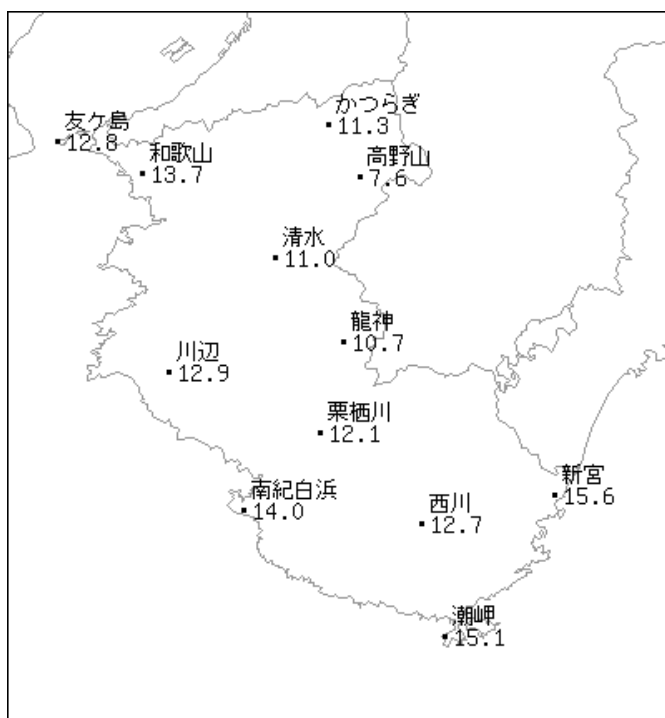 かつらぎ
11.3
友ケ島
12.8
和歌山
13.7
高野山
7.6
清水
11.0
龍神
10.7
川辺
12.9
栗栖川
12.1
新宮
15.6
南紀白浜
14.0
西川
12.7
潮岬
15.1